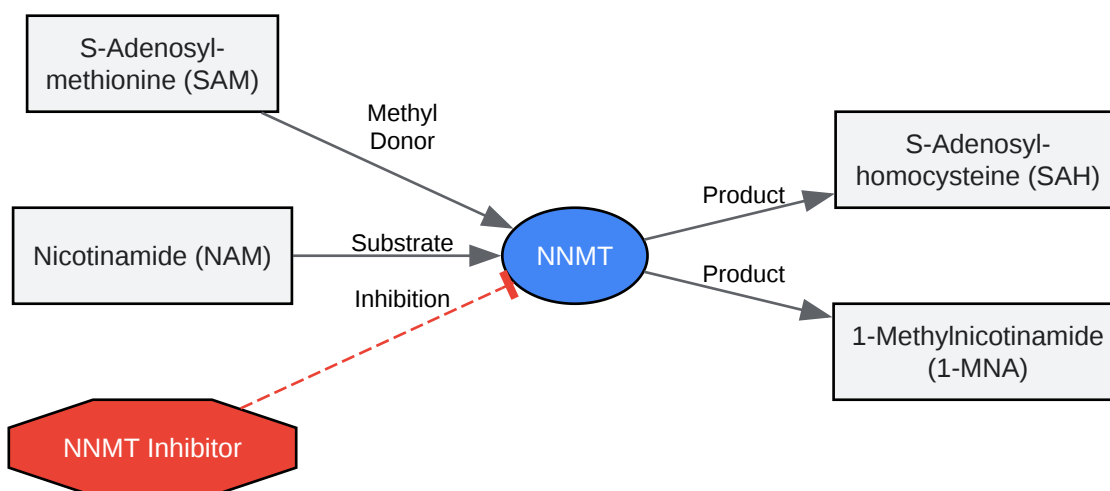 S-Adenosyl-
methionine (SAM)
Methyl
Donor
S-Adenosyl-
homocysteine (SAH)
Product
Nicotinamide (NAM)
Substrate
NNMT
Product
Inhibition
1-Methylnicotinamide
(1-MNA)
NNMT Inhibitor